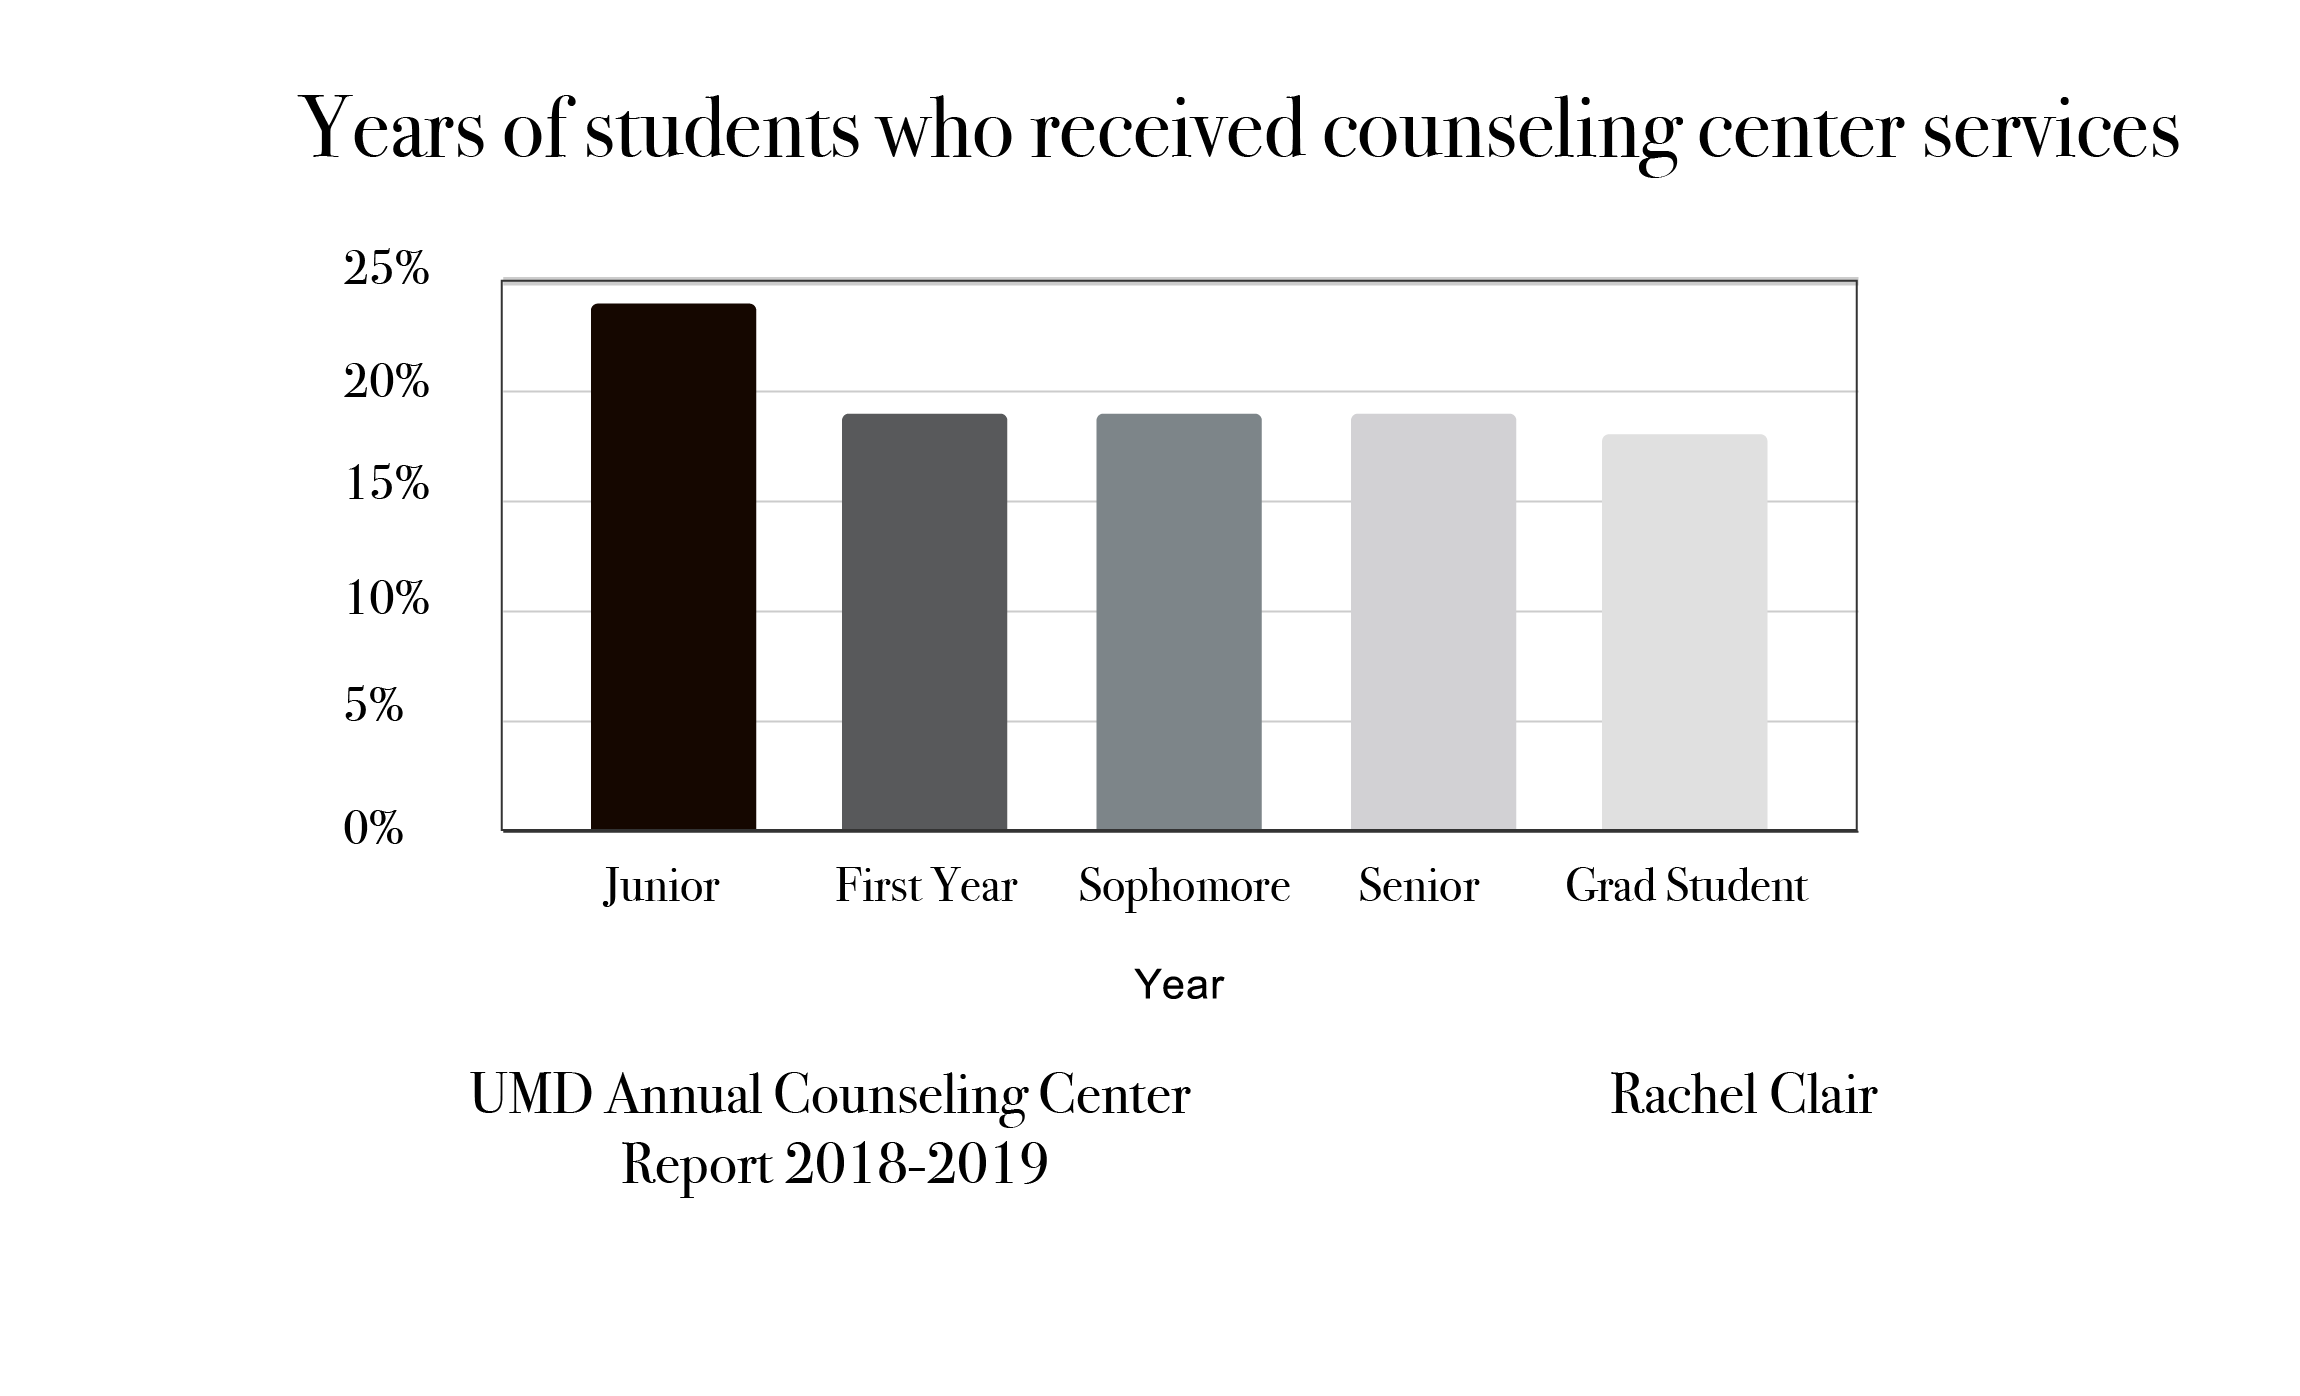 Years of students who received counseling center services
25%
20%
15%
10%
5%
0%
Junior First Year Sophomore Senior Grad Student
Year
UMD Annual Counseling Center
Report 2018-2019
Rachel Clair